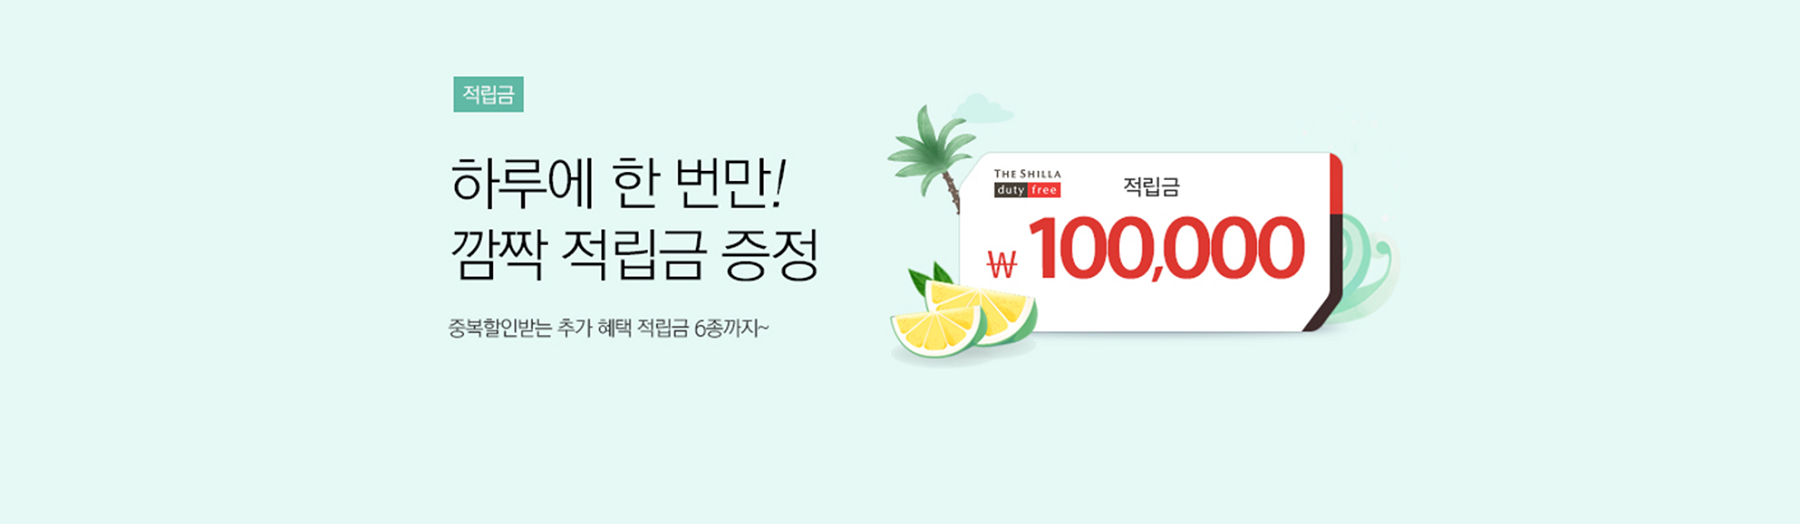 적립금
하루에 한 번만!
깜짝 적립금 증정
중복할인받는 추가 혜택 적립금 6종까지~
THE SHILLA
duty free
적립금
₩ 100,000